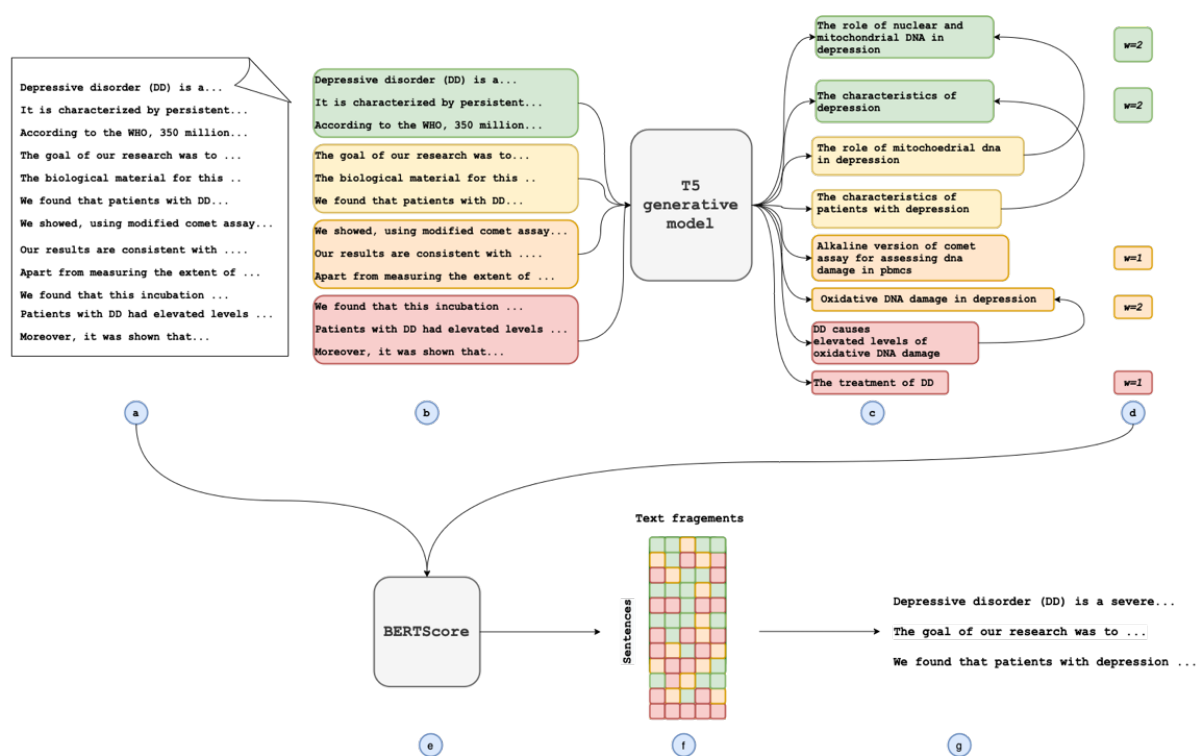 Depressive disorder (DD) is a...
It is characterized by persistent...
According to the WHO, 350 million...
The goal of our research was to ...
The biological material for this ..
We found that patients with DD...
We showed, using modified comet assay...
Our results are consistent with ....
Apart from measuring the extent of ...
We found that this incubation ...
Patients with DD had elevated levels ...
Moreover, it was shown that...
a
Depressive disorder (DD) is a...
It is characterized by persistent...
According to the WHO, 350 million...
The goal of our research was to...
The biological material for this ..
We found that patients with DD...
We showed, using modified comet assay...
Our results are consistent with ....
Apart from measuring the extent of ...
We found that this incubation ...
Patients with DD had elevated levels ...
Moreover, it was shown that...
b
T5
generative
model
The role of nuclear and
mitochondrial DNA in
depression
The characteristics of
depression
The role of mitochoedrial dna
in depression
The characteristics of
patients with depression
Alkaline version of comet
assay for assessing dna
damage in pbmcs
Oxidative DNA damage in depression
DD causes
elevated levels of
oxidative DNA damage
The treatment of DD
c
w=2
w=2
w=1
w=2
w=1
d
BERTScore
e
Text fragements
Sentences
f
Depressive disorder (DD) is a severe...
The goal of our research was to ...
We found that patients with depression ...
g